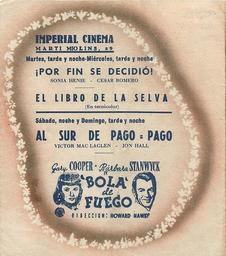 IMPERIAL CINEMA
MARTI MOLINS, 29
Martes, tarde y noche-Miércoles, tarde y noche
¡POR FIN SE DECIDIÓ!
SONIA HENIE - CESAR ROMERO
EL LIBRO DE LA SELVA
(En tecnicolor)
Sábado, noche y Domingo, tarde y noche
AL SUR DE PAGO = PAGO
VICTOR MAC LAGLEN - JON HALL
Gary COOPER - Bárbara STANWYCK
"BOLA
de
FUEGO"
DIRECCION: HOWARD HAWKS